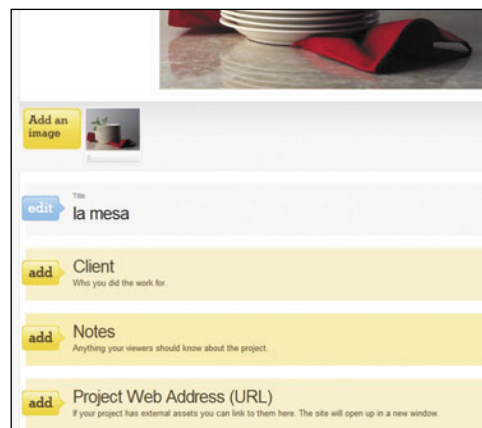 Add an
image
edit
Title
la mesa
add
Client
Who you did the work for.
add
Notes
Anything your viewers should know about the project.
add
Project Web Address (URL)
If your project has external assets you can link to them here. The site will open up in a new window.